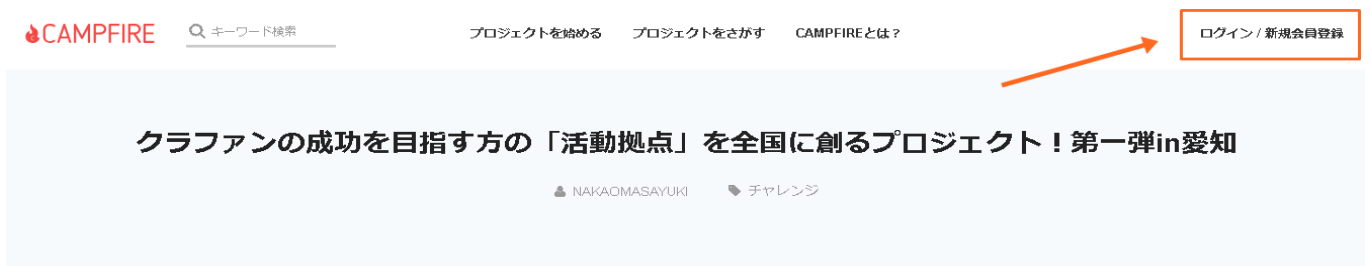 CAMPFIRE キーワード検索 プロジェクトを始める プロジェクトをさがす CAMPFIREとは? ログイン / 新規会員登録
クラファンの成功を目指す方の「活動拠点」を全国に創るプロジェクト!第一弾in愛知
NAKAOMASAYUKI チャレンジ